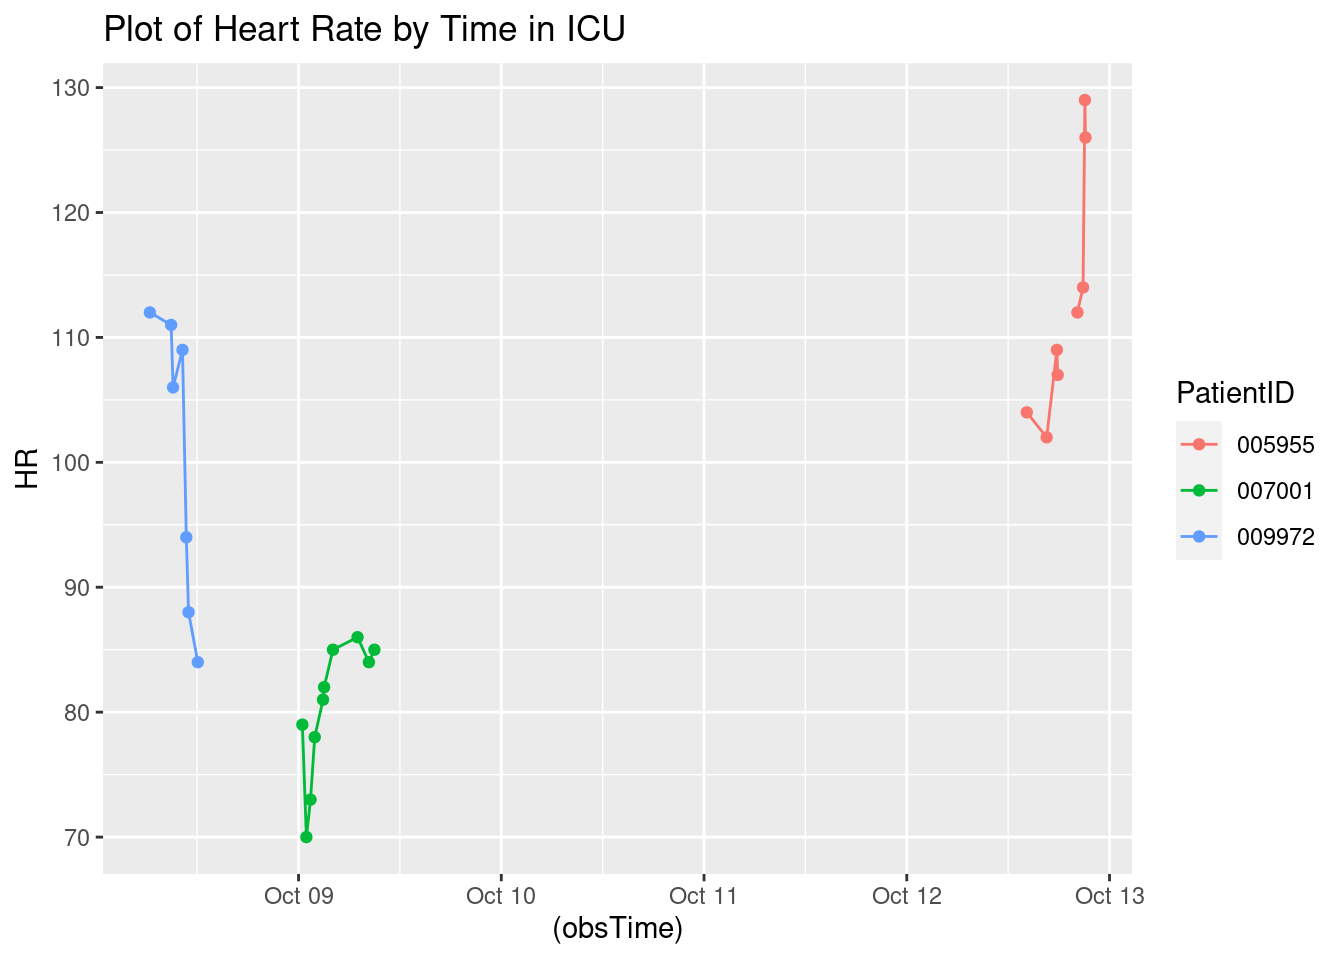 Plot of Heart Rate by Time in ICU
130
120
110
100
90
80
70
HR
Oct 09
Oct 10
Oct 11
Oct 12
Oct 13
(obsTime)
PatientID
005955
007001
009972